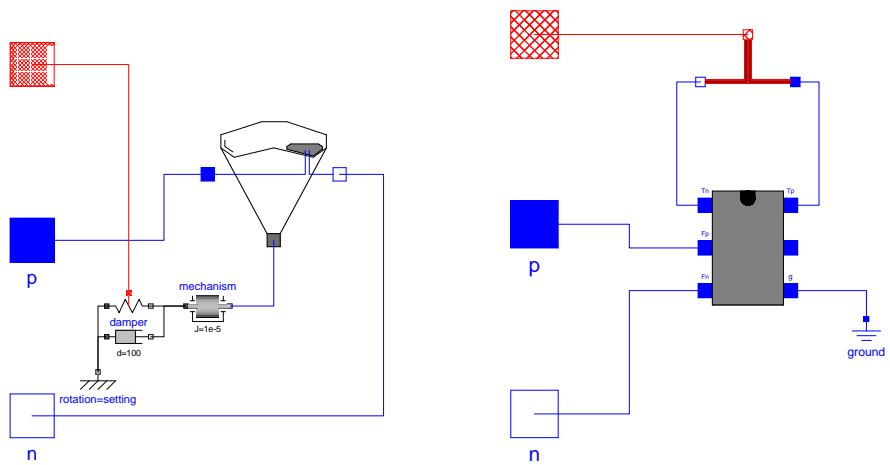 p
mechanism
damper
J=1e-5
d=100
rotation=setting
n
Tn
Tp
Fp
p
Fn
g
ground
n